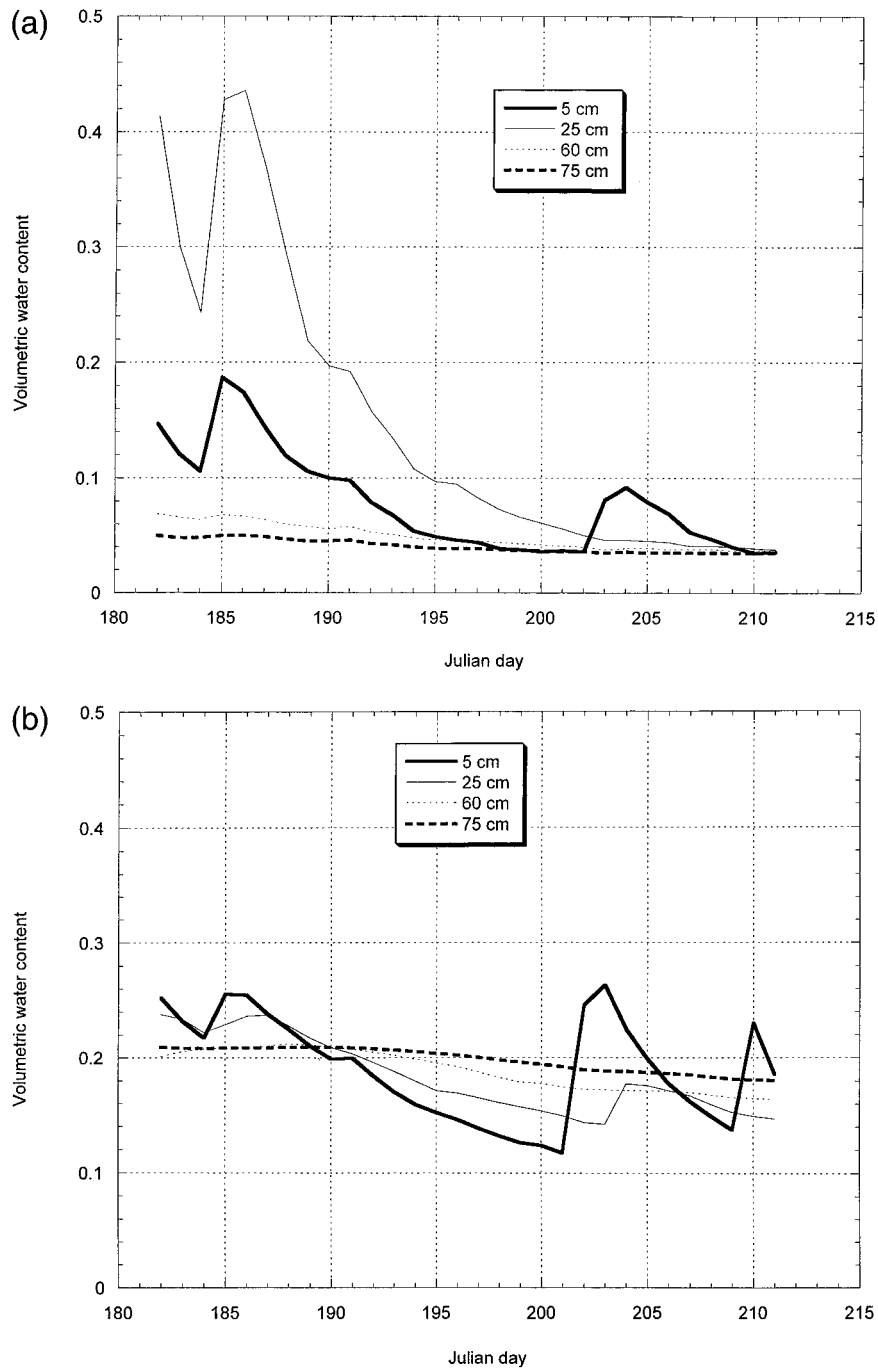 (a)
0.5
0.4
0.3
0.2
0.1
0
Volumetric water content
5 cm
25 cm
60 cm
75 cm
180 185 190 195 200 205 210 215
Julian day
(b)
0.5
0.4
0.3
0.2
0.1
0
Volumetric water content
5 cm
25 cm
60 cm
75 cm
180 185 190 195 200 205 210 215
Julian day